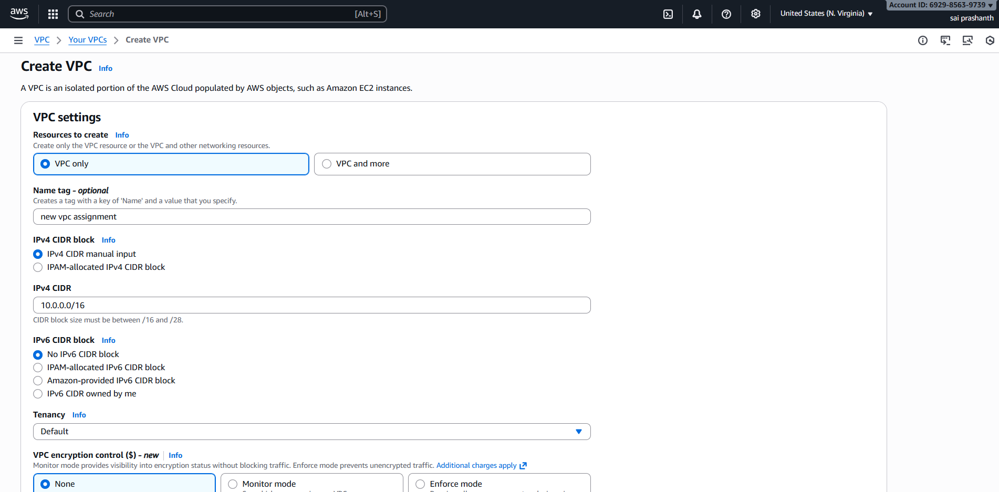 aws
Search [Alt+S]
United States (N. Virginia)
Account ID: 6929-8563-9739
sai prashanth
VPC
Your VPCs
Create VPC
Create VPC Info
A VPC is an isolated portion of the AWS Cloud populated by AWS objects, such as Amazon EC2 instances.
VPC settings
Resources to create Info
Create only the VPC resource or the VPC and other networking resources.
VPC only
VPC and more
Name tag - optional
Creates a tag with a key of 'Name' and a value that you specify.
new vpc assignment
IPv4 CIDR block Info
IPv4 CIDR manual input
IPAM-allocated IPv4 CIDR block
IPv4 CIDR
10.0.0.0/16
CIDR block size must be between /16 and /28.
IPv6 CIDR block Info
No IPv6 CIDR block
IPAM-allocated IPv6 CIDR block
Amazon-provided IPv6 CIDR block
IPv6 CIDR owned by me
Tenancy Info
Default
VPC encryption control ($) - new Info
Monitor mode provides visibility into encryption status without blocking traffic. Enforce mode prevents unencrypted traffic. Additional charges apply
None
Monitor mode
Enforce mode